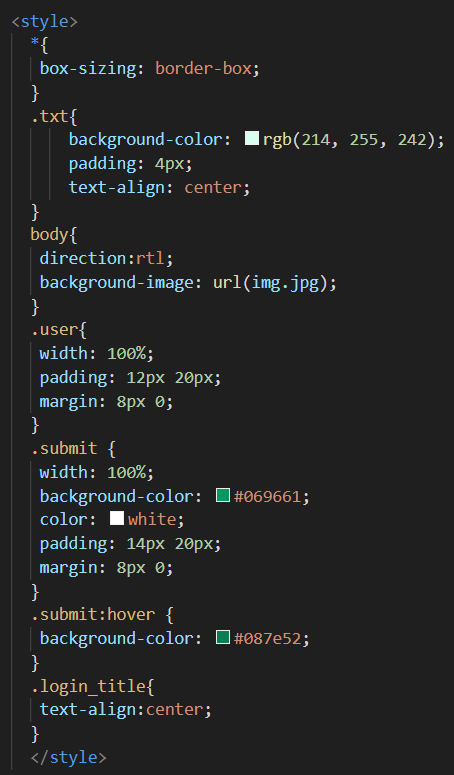 <style>
*{
box-sizing: border-box;
}
.txt{
background-color: rgb(214, 255, 242);
padding: 4px;
text-align: center;
}
body{
direction:rtl;
background-image: url(img.jpg);
}
.user{
width: 100%;
padding: 12px 20px;
margin: 8px 0;
}
.submit {
width: 100%;
background-color: #069661;
color: white;
padding: 14px 20px;
margin: 8px 0;
}
.submit:hover {
background-color: #087e52;
}
.login_title{
text-align:center;
}
</style>